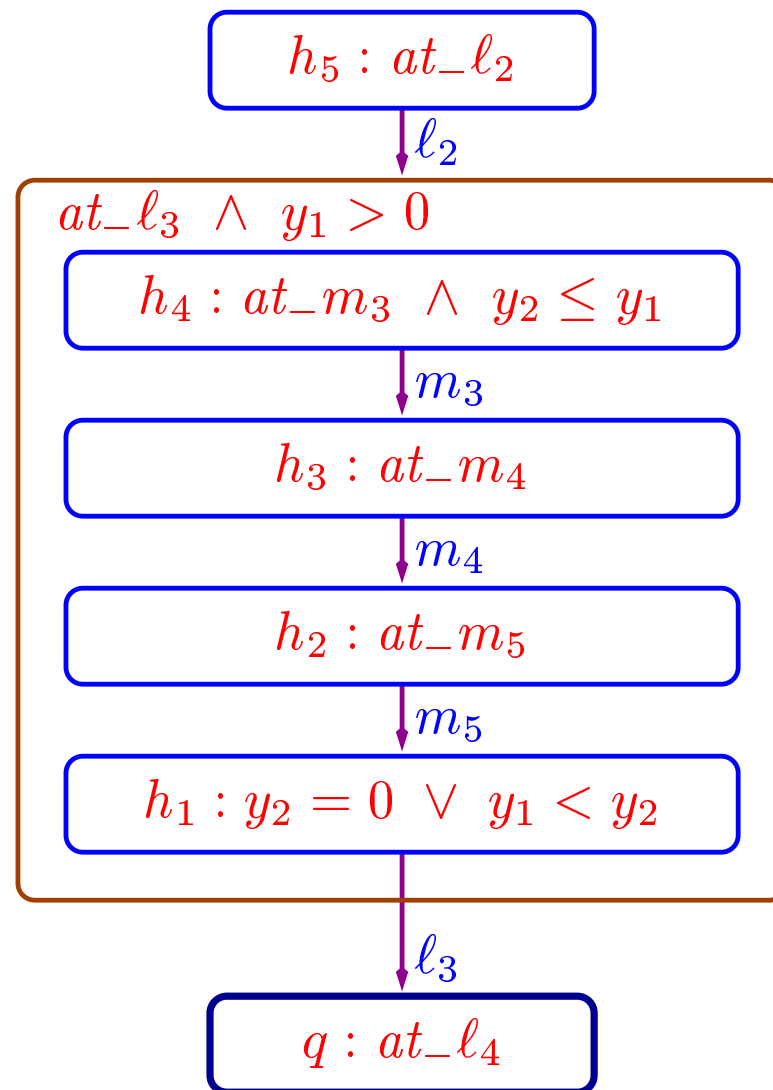 h₅ : at_ℓ₂
ℓ₂
at_ℓ₃ ∧ y₁ > 0
h₄ : at_m₃ ∧ y₂ ≤ y₁
m₃
h₃ : at_m₄
m₄
h₂ : at_m₅
m₅
h₁ : y₂ = 0 ∨ y₁ < y₂
ℓ₃
q : at_ℓ₄